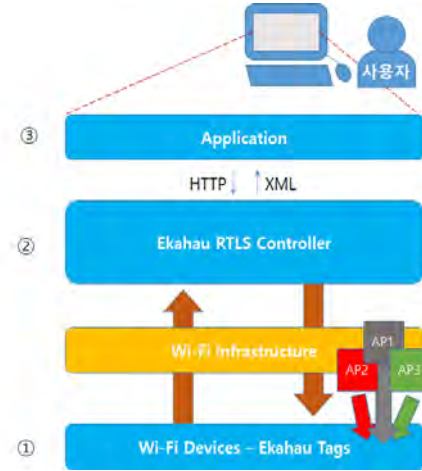 사용자
③
Application
HTTP XML
②
Ekahau RTLS Controller
Wi-Fi Infrastructure
AP1
AP2
AP3
①
Wi-Fi Devices – Ekahau Tags